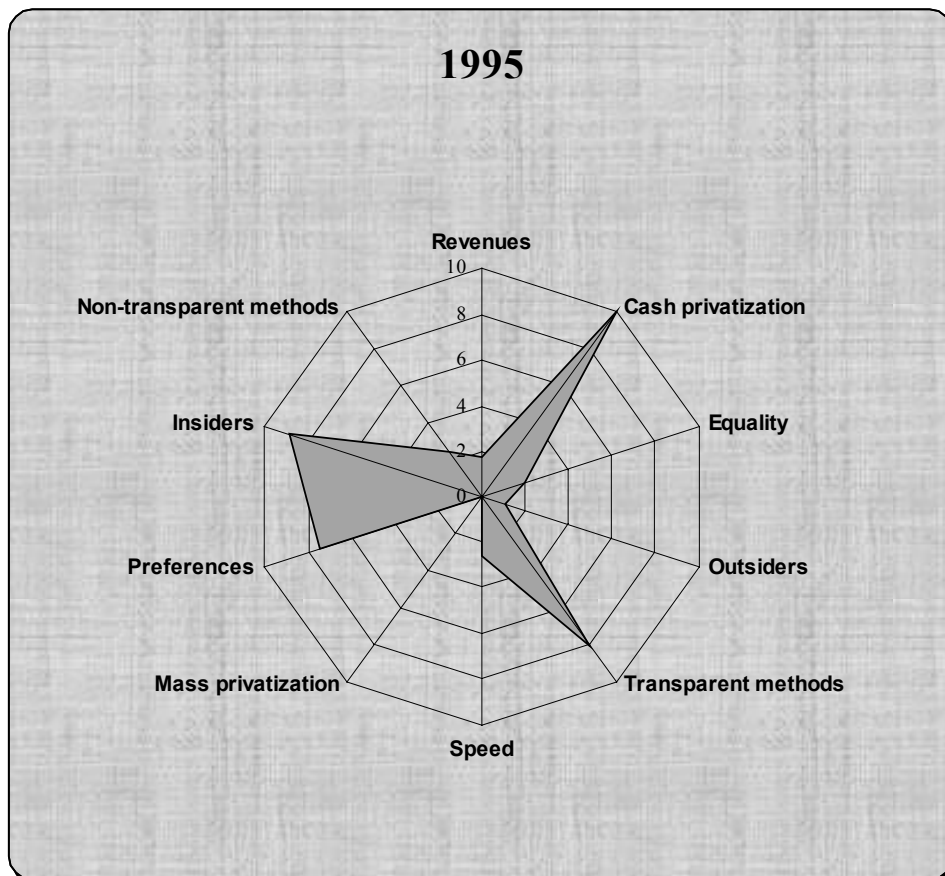 1995
Revenues
10
Non-transparent methods
Cash privatization
8
6
Insiders
Equality
4
2
0
Preferences
Outsiders
Mass privatization
Transparent methods
Speed